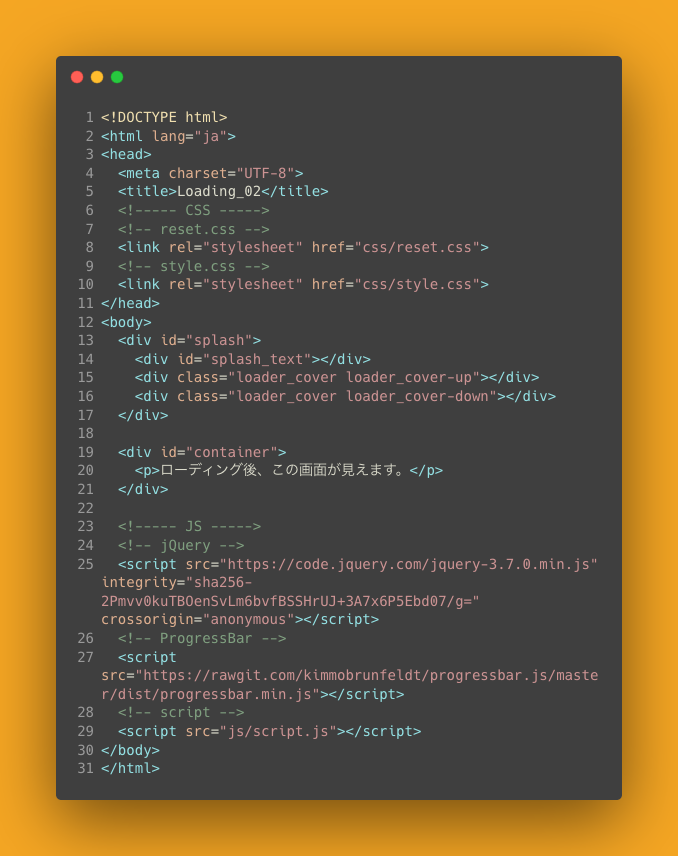 1 <!DOCTYPE html>
2 <html lang="ja">
3 <head>
4   <meta charset="UTF-8">
5   <title>Loading_02</title>
6   <!----- CSS ----->
7   <!-- reset.css -->
8   <link rel="stylesheet" href="css/reset.css">
9   <!-- style.css -->
10   <link rel="stylesheet" href="css/style.css">
11 </head>
12 <body>
13   <div id="splash">
14     <div id="splash_text"></div>
15     <div class="loader_cover loader_cover-up"></div>
16     <div class="loader_cover loader_cover-down"></div>
17   </div>
18
19   <div id="container">
20     <p>ローディング後、この画面が見えます。</p>
21   </div>
22
23   <!----- JS ----->
24   <!-- jQuery -->
25   <script src="https://code.jquery.com/jquery-3.7.0.min.js"
integrity="sha256-
2Pmvv0kuTBOenSvLm6bvfBSSHrUJ+3A7x6P5Ebd07/g="
crossorigin="anonymous"></script>
26   <!-- ProgressBar -->
27   <script
src="https://rawgit.com/kimmobrunfeldt/progressbar.js/maste
r/dist/progressbar.min.js"></script>
28   <!-- script -->
29   <script src="js/script.js"></script>
30 </body>
31 </html>